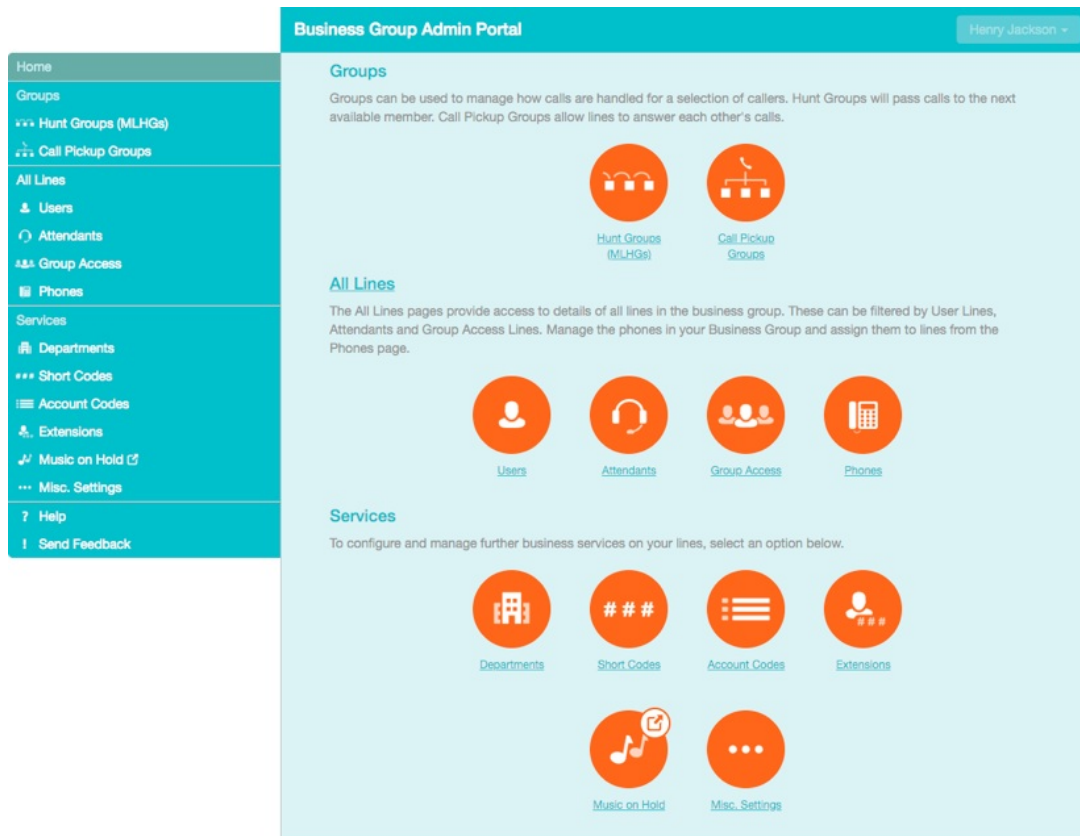 Business Group Admin Portal
Henry Jackson
Home
Groups
Hunt Groups (MLHGs)
Call Pickup Groups
All Lines
Users
Attendants
Group Access
Phones
Services
Departments
### Short Codes
Account Codes
Extensions
Music on Hold
Misc. Settings
? Help
! Send Feedback
Groups
Groups can be used to manage how calls are handled for a selection of callers. Hunt Groups will pass calls to the next
available member. Call Pickup Groups allow lines to answer each other's calls.
Hunt Groups
(MLHGs)
Call Pickup
Groups
All Lines
The All Lines pages provide access to details of all lines in the business group. These can be filtered by User Lines,
Attendants and Group Access Lines. Manage the phones in your Business Group and assign them to lines from the
Phones page.
Users
Attendants
Group Access
Phones
Services
To configure and manage further business services on your lines, select an option below.
Departments
###
Short Codes
Account Codes
###
Extensions
Music on Hold
Misc. Settings